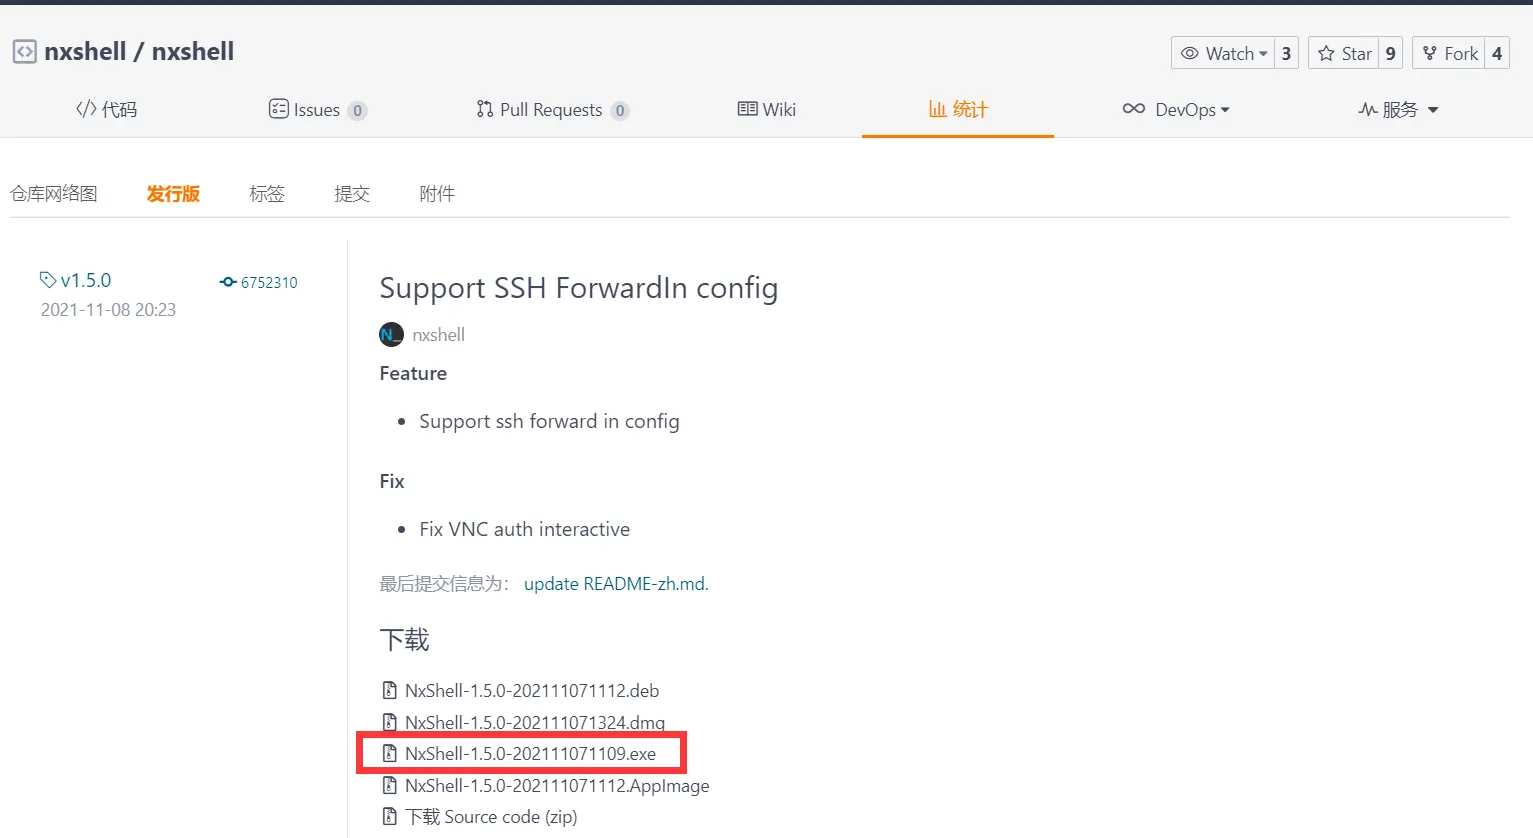 nxshell / nxshell
Watch 3 Star 9 Fork 4
代码 Issues 0 Pull Requests 0 Wiki 统计 DevOps 服务
仓库网络图 发行版 标签 提交 附件
v1.5.0 6752310
2021-11-08 20:23
Support SSH ForwardIn config
N_ nxshell
Feature
• Support ssh forward in config
Fix
• Fix VNC auth interactive
最后提交信息为： update README-zh.md.
下载
NxShell-1.5.0-202111071112.deb
NxShell-1.5.0-202111071324.dmg
NxShell-1.5.0-202111071109.exe
NxShell-1.5.0-202111071112.AppImage
下载 Source code (zip)